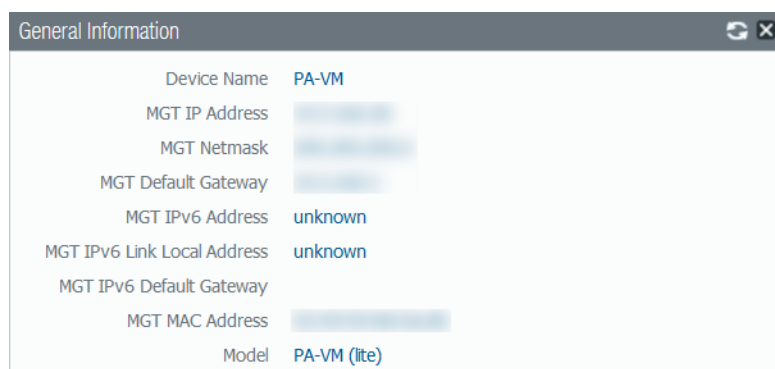 General Information
Device Name PA-VM
MGT IP Address
MGT Netmask
MGT Default Gateway
MGT IPv6 Address unknown
MGT IPv6 Link Local Address unknown
MGT IPv6 Default Gateway
MGT MAC Address
Model PA-VM (lite)